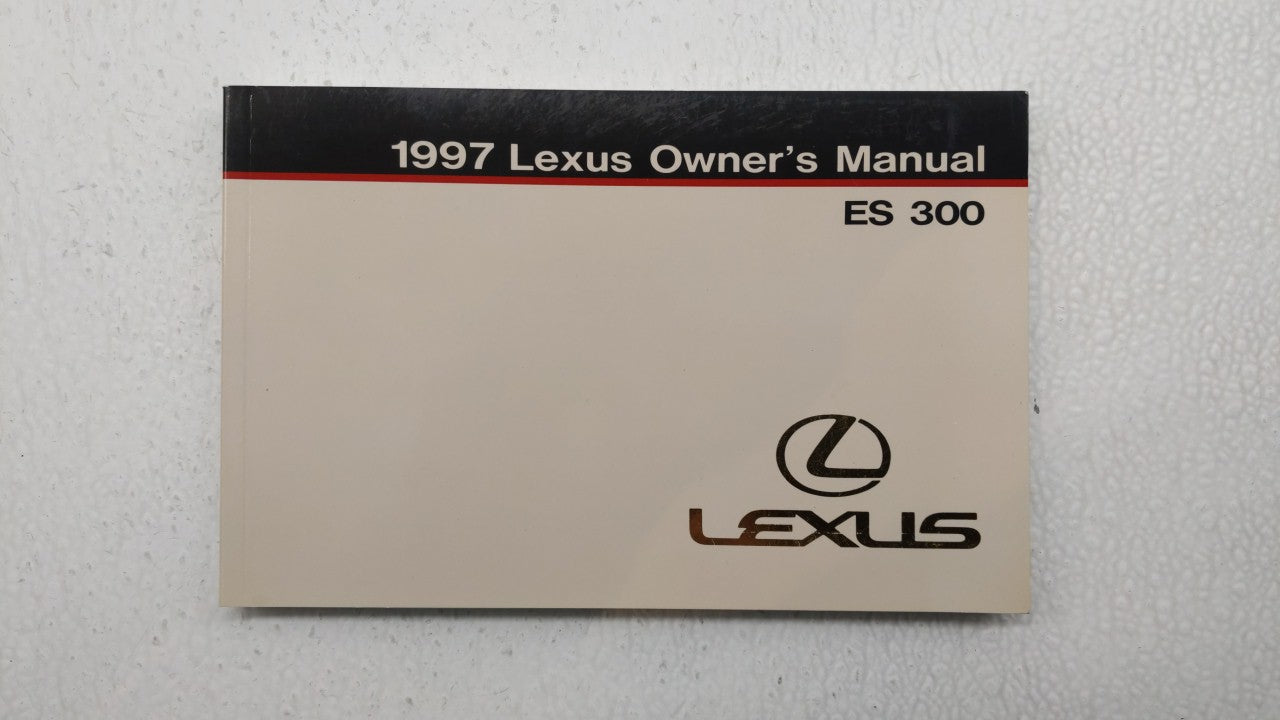 1997 Lexus Owner's Manual
ES 300
LEXUS